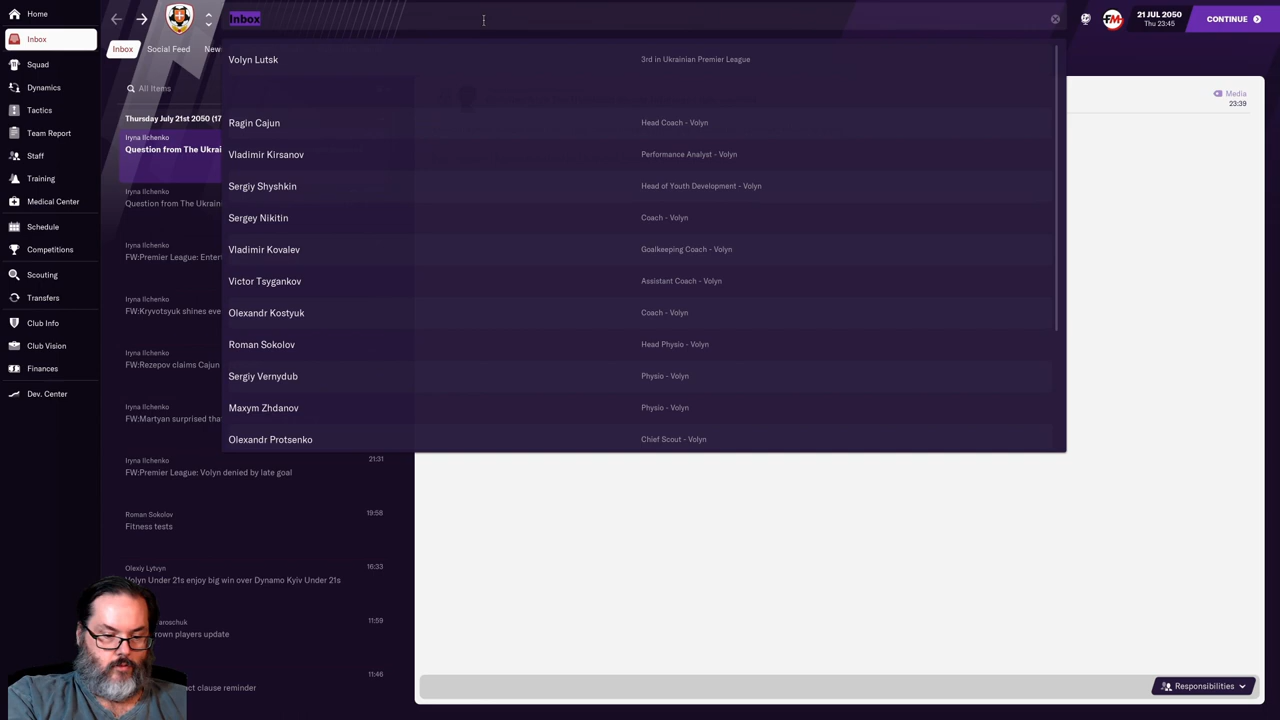 Home
Inbox
Squad
Dynamics
Tactics
Team Report
Staff
Training
Medical Center
Schedule
Competitions
Scouting
Transfers
Club Info
Club Vision
Finances
Dev. Center
Inbox
21 JUL 2050
Thu 23:45
CONTINUE
FM
Inbox
Social Feed
New
All Items
Thursday July 21st 2050 (17
Iryna Ilchenko
Question from The Ukrai
Iryna Ilchenko
Question from The Ukrain
Iryna Ilchenko
FW:Premier League: Enter
Iryna Ilchenko
FW:Kryvotsyuk shines eve
Iryna Ilchenko
FW:Rezepov claims Cajun
Iryna Ilchenko
FW:Martyan surprised tha
Iryna Ilchenko 21:31
FW:Premier League: Volyn denied by late goal
Roman Sokolov 19:58
Fitness tests
Olexiy Lytvyn 16:33
Volyn Under 21s enjoy big win over Dynamo Kyiv Under 21s
aroschuk 11:59
rown players update
11:46
act clause reminder
Volyn Lutsk 3rd in Ukrainian Premier League
Ragin Cajun Head Coach - Volyn
Vladimir Kirsanov Performance Analyst - Volyn
Sergiy Shyshkin Head of Youth Development - Volyn
Sergey Nikitin Coach - Volyn
Vladimir Kovalev Goalkeeping Coach - Volyn
Victor Tsygankov Assistant Coach - Volyn
Olexandr Kostyuk Coach - Volyn
Roman Sokolov Head Physio - Volyn
Sergiy Vernydub Physio - Volyn
Maxym Zhdanov Physio - Volyn
Olexandr Protsenko Chief Scout - Volyn
Media
23:39
Responsibilities